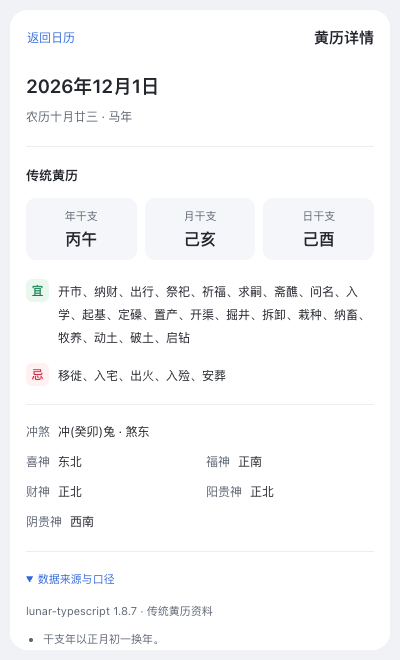 返回日历 黄历详情
2026年12月1日
农历十月廿三 · 马年
传统黄历
年干支 月干支 日干支
丙午 己亥 己酉
宜 开市、纳财、出行、祭祀、祈福、求嗣、斋醮、问名、入
学、起基、定磉、置产、开渠、掘井、拆卸、栽种、纳畜、
牧养、动土、破土、启钻
忌 移徙、入宅、出火、入殓、安葬
冲煞 冲(癸卯)兔 · 煞东
喜神 东北 福神 正南
财神 正北 阳贵神 正北
阴贵神 西南
▼ 数据来源与口径
lunar-typescript 1.8.7 · 传统黄历资料
• 干支年以正月初一换年。